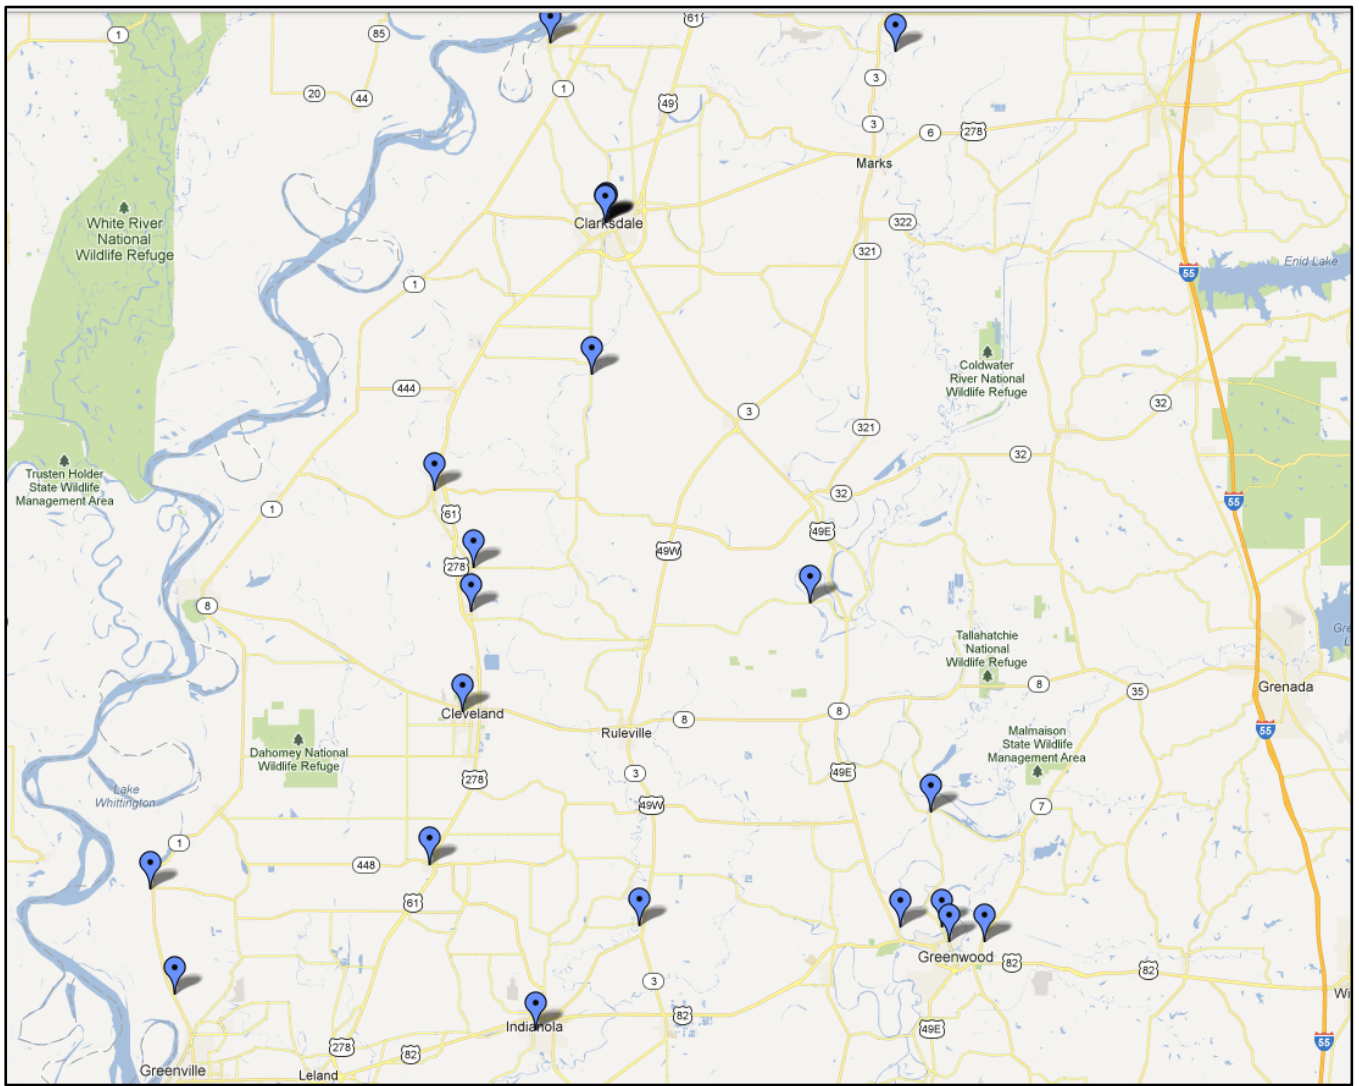 61
1
85
3
20
44
1
49
3
6
278
Marks
White River
National
Wildlife Refuge
Clarksdale
322
321
Enid Lake
55
1
Coldwater
River National
Wildlife Refuge
444
32
3
321
32
Trusten Holder
State Wildlife
Management Area
32
55
1
61
49E
49W
278
8
Tallahatchie
National
Wildlife Refuge
8
35
Grenada
Cleveland
8
8
Ruleville
55
Malmaison
State Wildlife
Management Area
Dahomey National
Wildlife Refuge
278
3
49E
Lake
Whittington
49W
7
1
448
61
Greenwood
82
82
3
Wi
82
Indianola
49E
55
278
82
Greenville
Leland